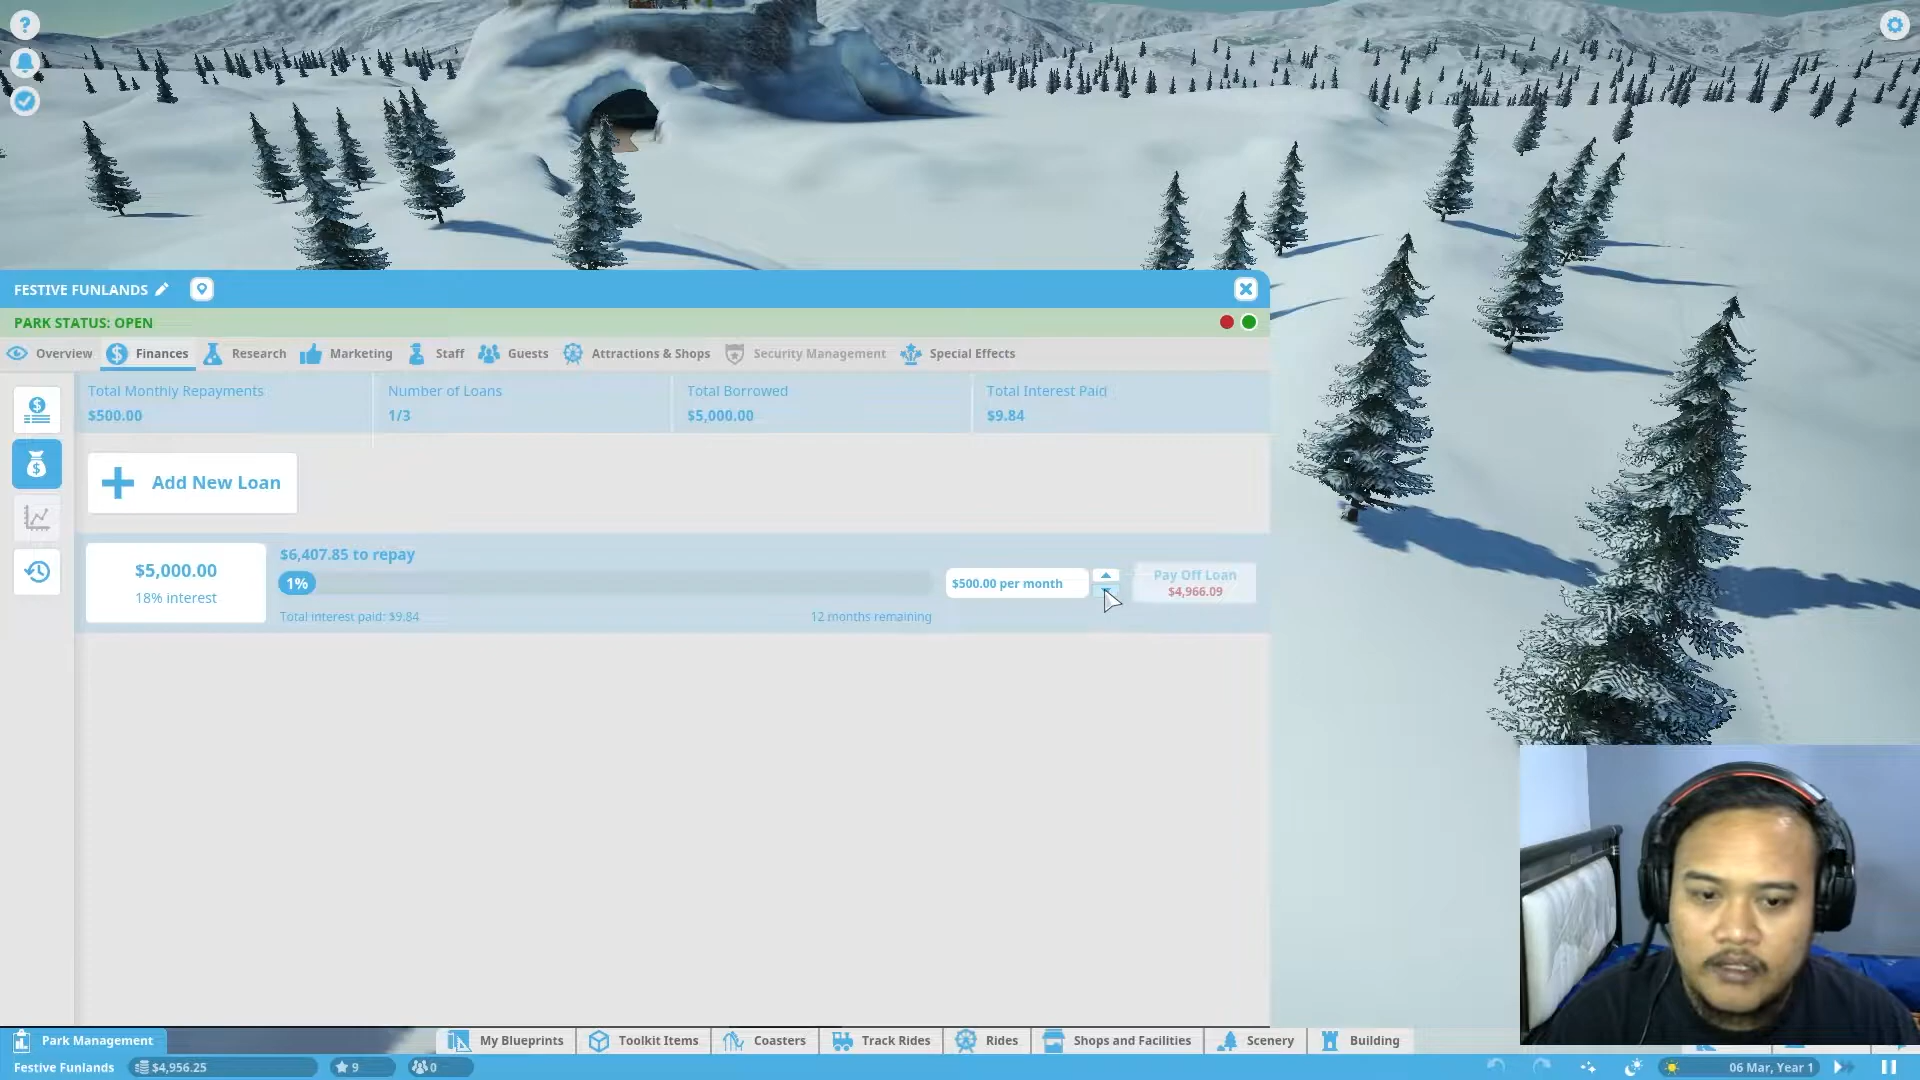 ?
FESTIVE FUNLANDS
PARK STATUS: OPEN
Overview
Finances
Research
Marketing
Staff
Guests
Attractions & Shops
Security Management
Special Effects
Total Monthly Repayments
$500.00
Number of Loans
1/3
Total Borrowed
$5,000.00
Total Interest Paid
$9.84
Add New Loan
$5,000.00
18% interest
$6,407.85 to repay
1%
Total interest paid: $9.84
12 months remaining
$500.00 per month
Pay Off Loan
$4,966.09
Park Management
My Blueprints
Toolkit Items
Coasters
Track Rides
Rides
Shops and Facilities
Scenery
Building
Festive Funlands
$4,956.25
9
0
06 Mar, Year 1